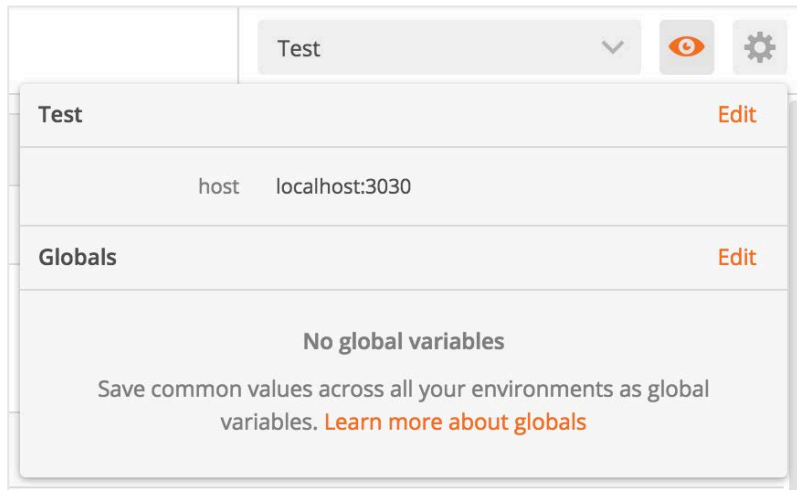 Test
Test Edit
host localhost:3030
Globals Edit
No global variables
Save common values across all your environments as global
variables. Learn more about globals